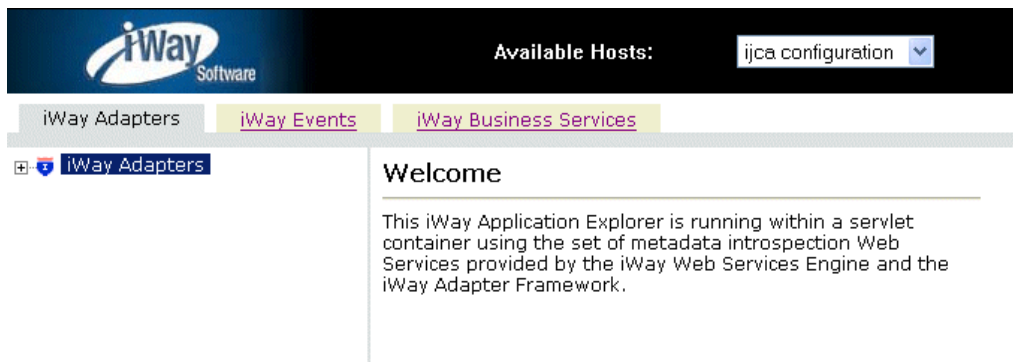 iWay
Software
Available Hosts:
ijca configuration
iWay Adapters
iWay Events
iWay Business Services
iWay Adapters
Welcome
This iWay Application Explorer is running within a servlet
container using the set of metadata introspection Web
Services provided by the iWay Web Services Engine and the
iWay Adapter Framework.